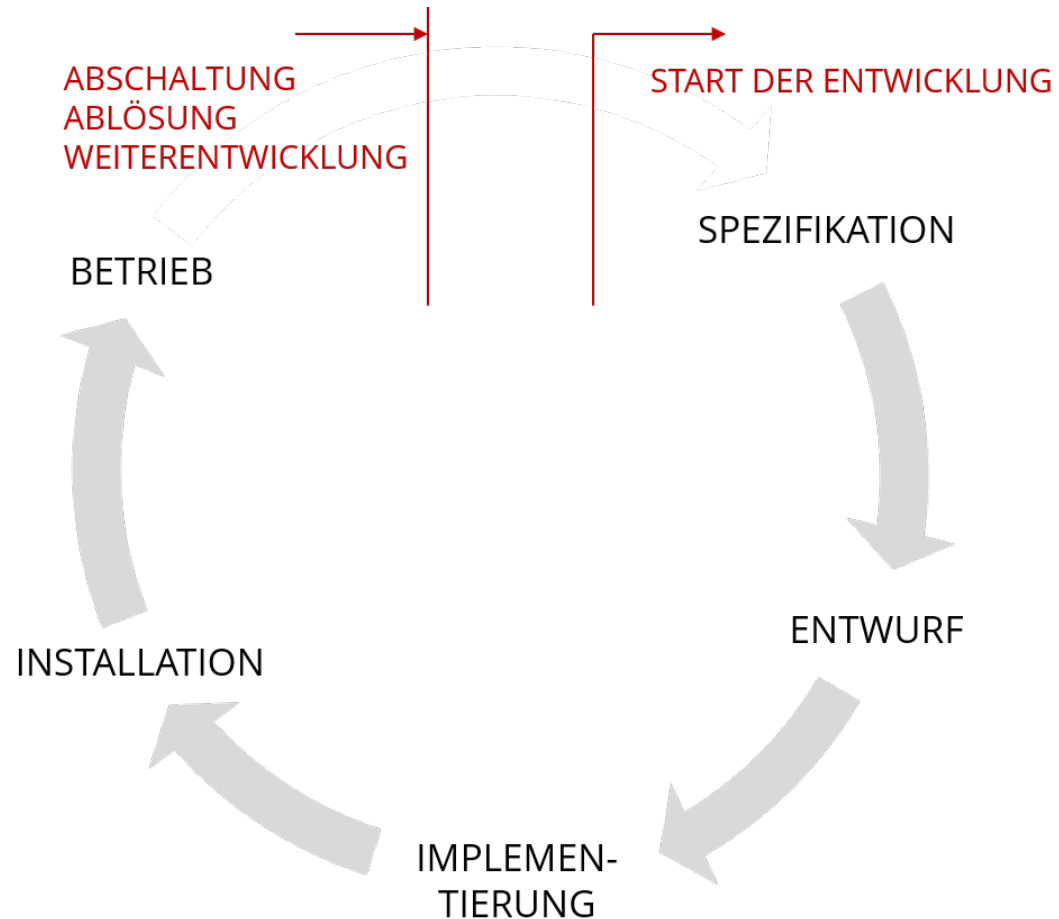 ABSCHALTUNG
ABLÖSUNG
WEITERENTWICKLUNG
START DER ENTWICKLUNG
SPEZIFIKATION
BETRIEB
ENTWURF
INSTALLATION
IMPLEMEN-
TIERUNG